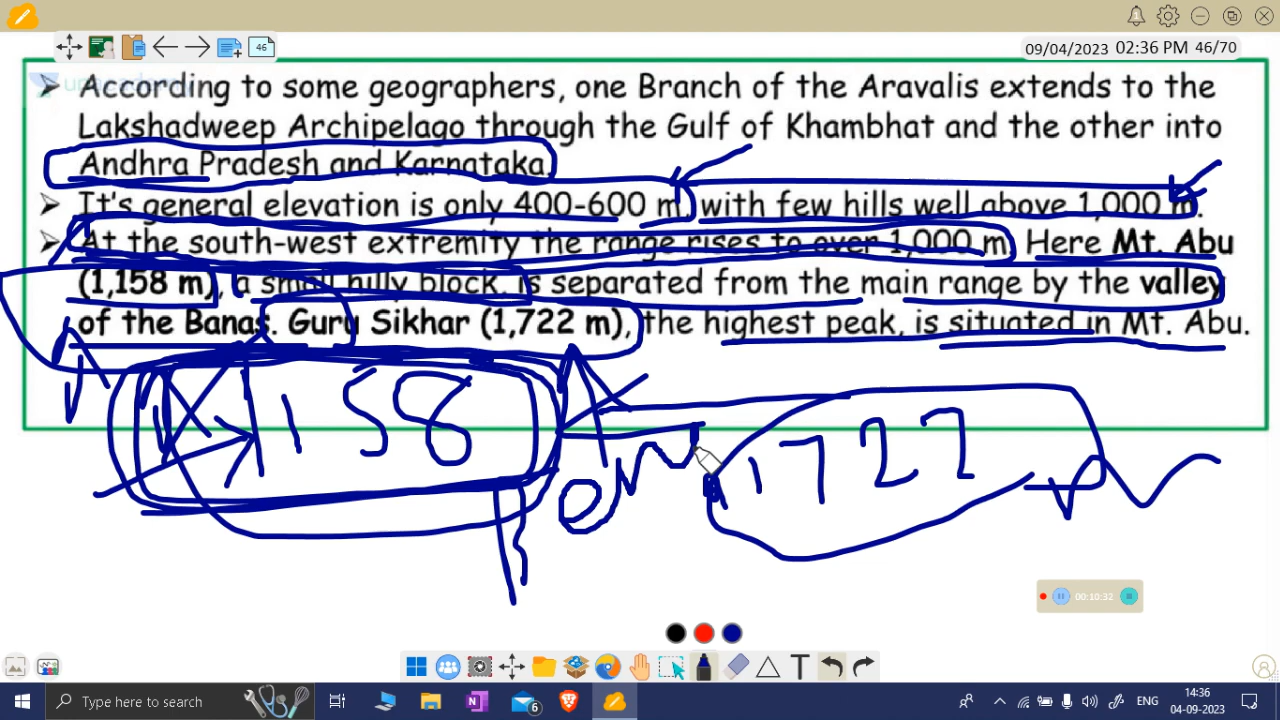 46
09/04/2023 02:36 PM 46/70
➤ According to some geographers, one Branch of the Aravalis extends to the
Lakshadweep Archipelago through the Gulf of Khambhat and the other into
Andhra Pradesh and Karnataka.
➤ It's general elevation is only 400-600 m, with few hills well above 1,000 m.
➤ At the south-west extremity the range rises to over 1,000 m. Here Mt. Abu
(1,158 m), a small hilly block, is separated from the main range by the valley
of the Banas. Guru Sikhar (1,722 m), the highest peak, is situated in Mt. Abu.
1158
1722
00:10:32
T
Type here to search
6
ENG
14:36
04-09-2023